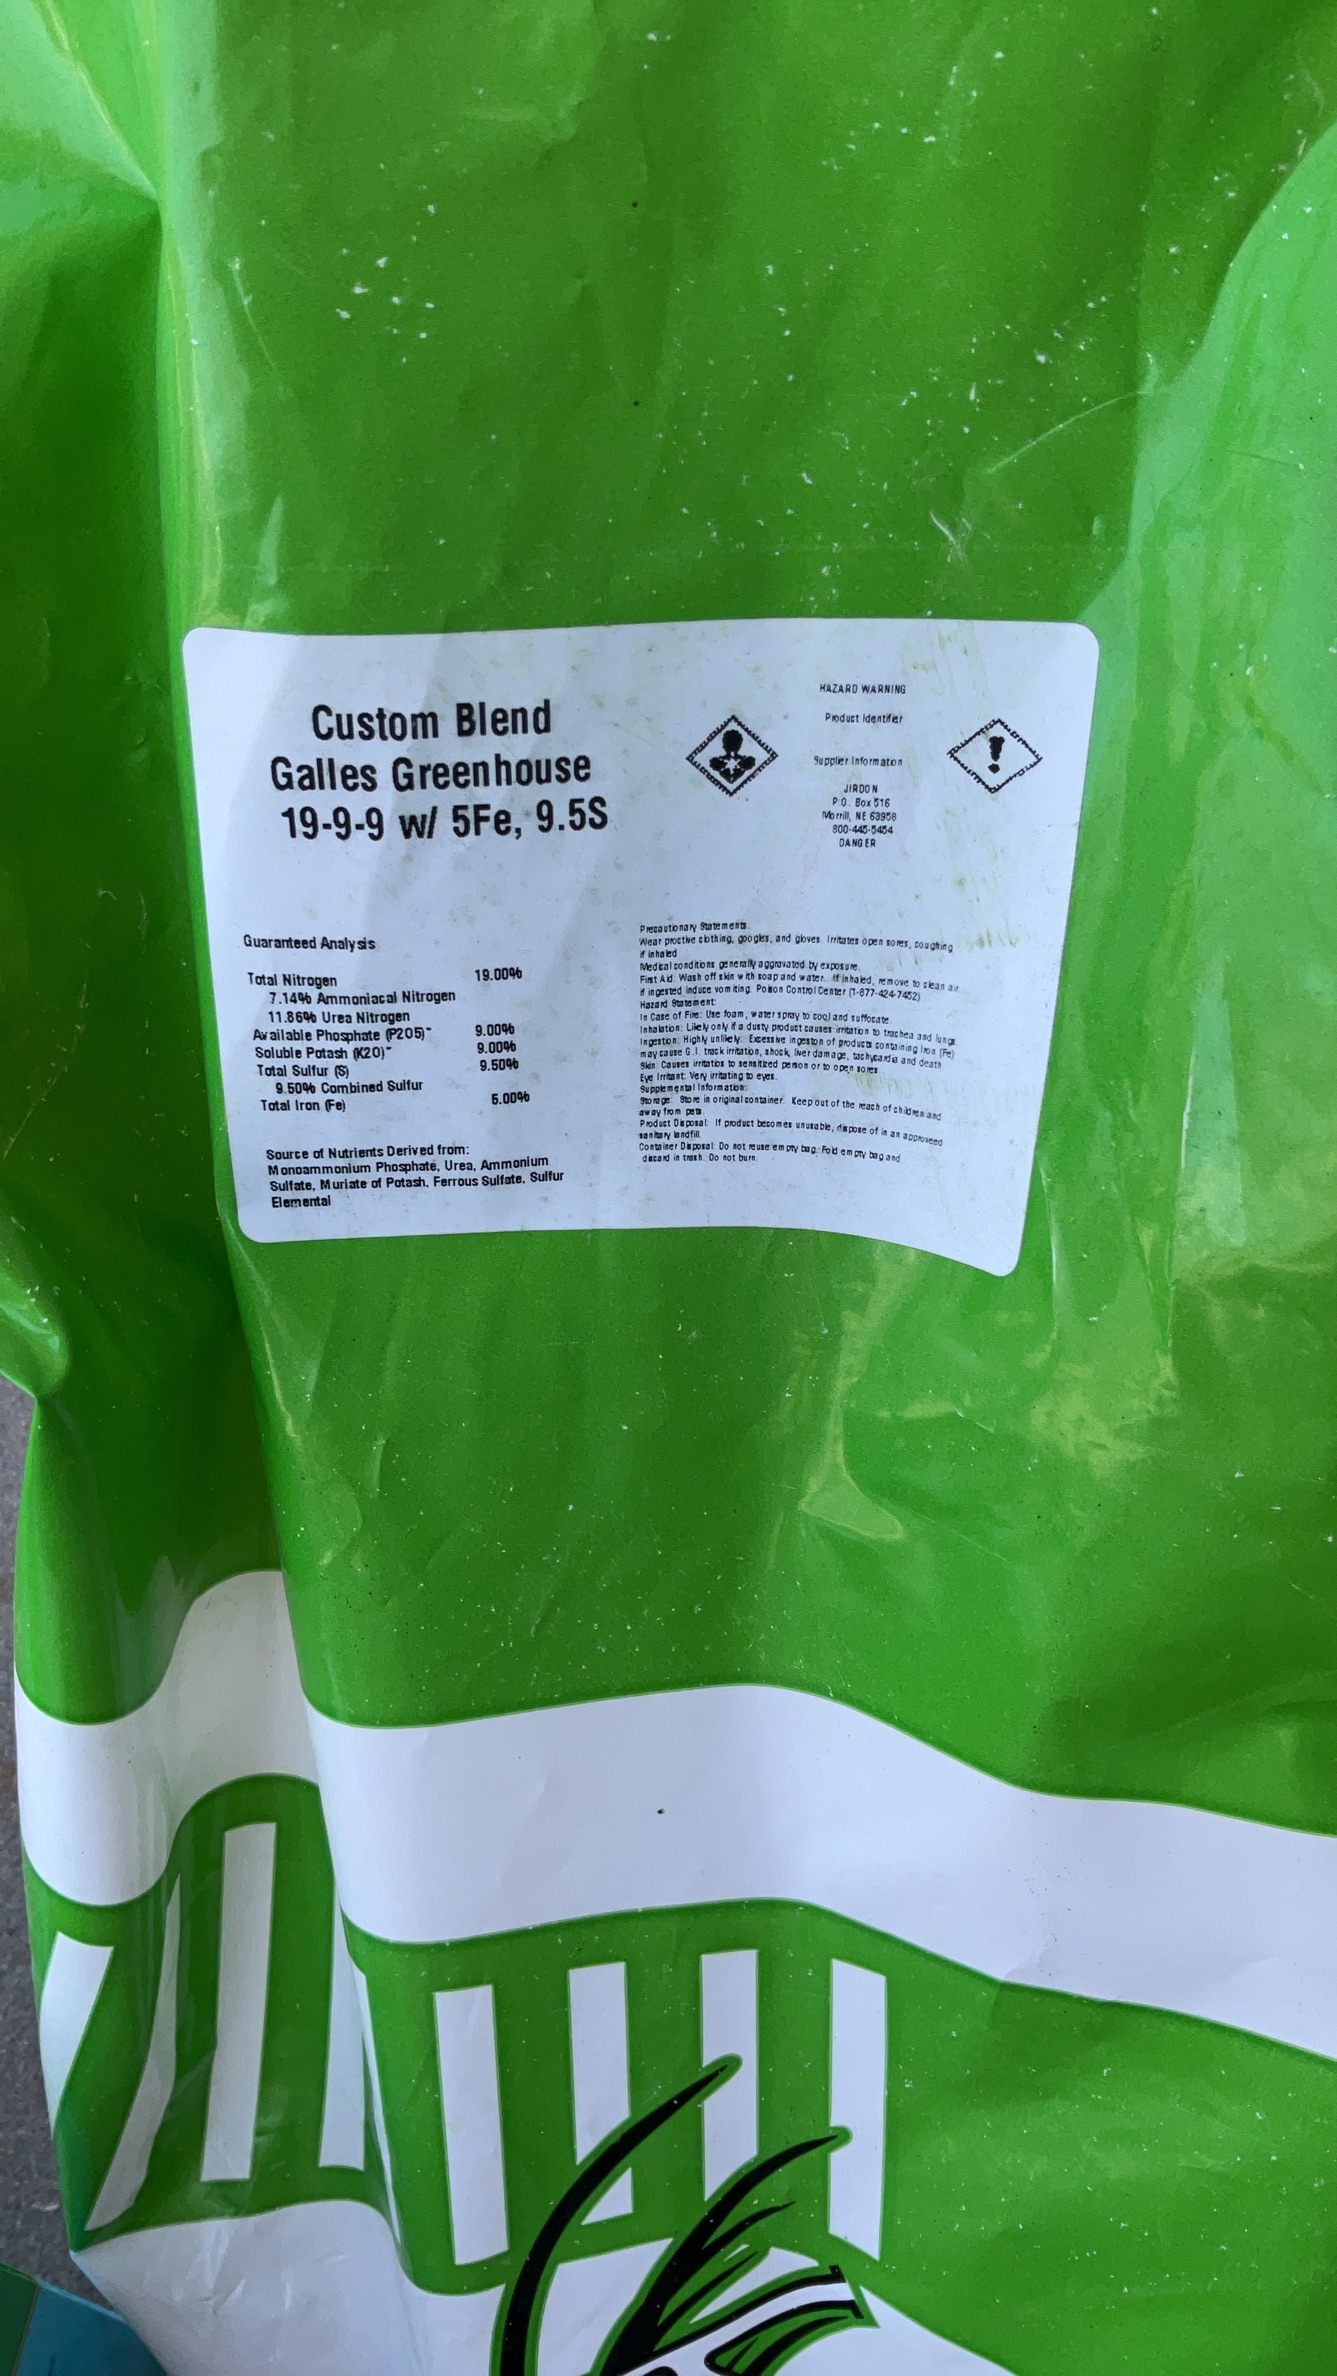 Custom Blend
Galles Greenhouse
19-9-9 w/ 5Fe, 9.5S
HAZARD WARNING
Product Identifier
Supplier Information
JIRDON
P.O. Box 516
Morrill, NE 63958
800-445-5454
DANGER
Guaranteed Analysis
Total Nitrogen 19.00%
7.14% Ammoniacal Nitrogen
11.86% Urea Nitrogen
Available Phosphate (P2O5)" 9.00%
Soluble Potash (K2O)" 9.00%
Total Sulfur (S) 9.50%
9.50% Combined Sulfur
Total Iron (Fe) 5.00%
Source of Nutrients Derived from:
Monoammonium Phosphate, Urea, Ammonium
Sulfate, Muriate of Potash, Ferrous Sulfate, Sulfur
Elemental
Precautionary Statements:
Wear proctive clothing, googles, and gloves. Irritates open sores, coughing
if inhaled
Medical conditions generally aggravated by exposure.
First Aid: Wash off skin with soap and water. If inhaled, remove to clean air
if ingested induce vomiting. Poison Control Center (1-877-424-7452)
Hazard Statement:
In Case of Fire: Use foam, water spray to cool and suffocate.
Inhalation: Likely only if a dusty product causes irritation to trachea and lungs
Ingestion: Highly unlikely. Excessive ingeston of products containing Iron (Fe)
may cause G.I. track irritation, shock, liver damage, tachycardia and death
Skin: Causes irritatios to sensitized person or to open sores
Eye Irritant: Very irritating to eyes.
Supplemental Information:
Storage: Store in original container. Keep out of the reach of children and
away from pets.
Product Disposal: If product becomes unusable, dispose of in an approved
sanitary landfill.
Container Disposal: Do not reuse empty bag. Fold empty bag and
discard in trash. Do not burn.